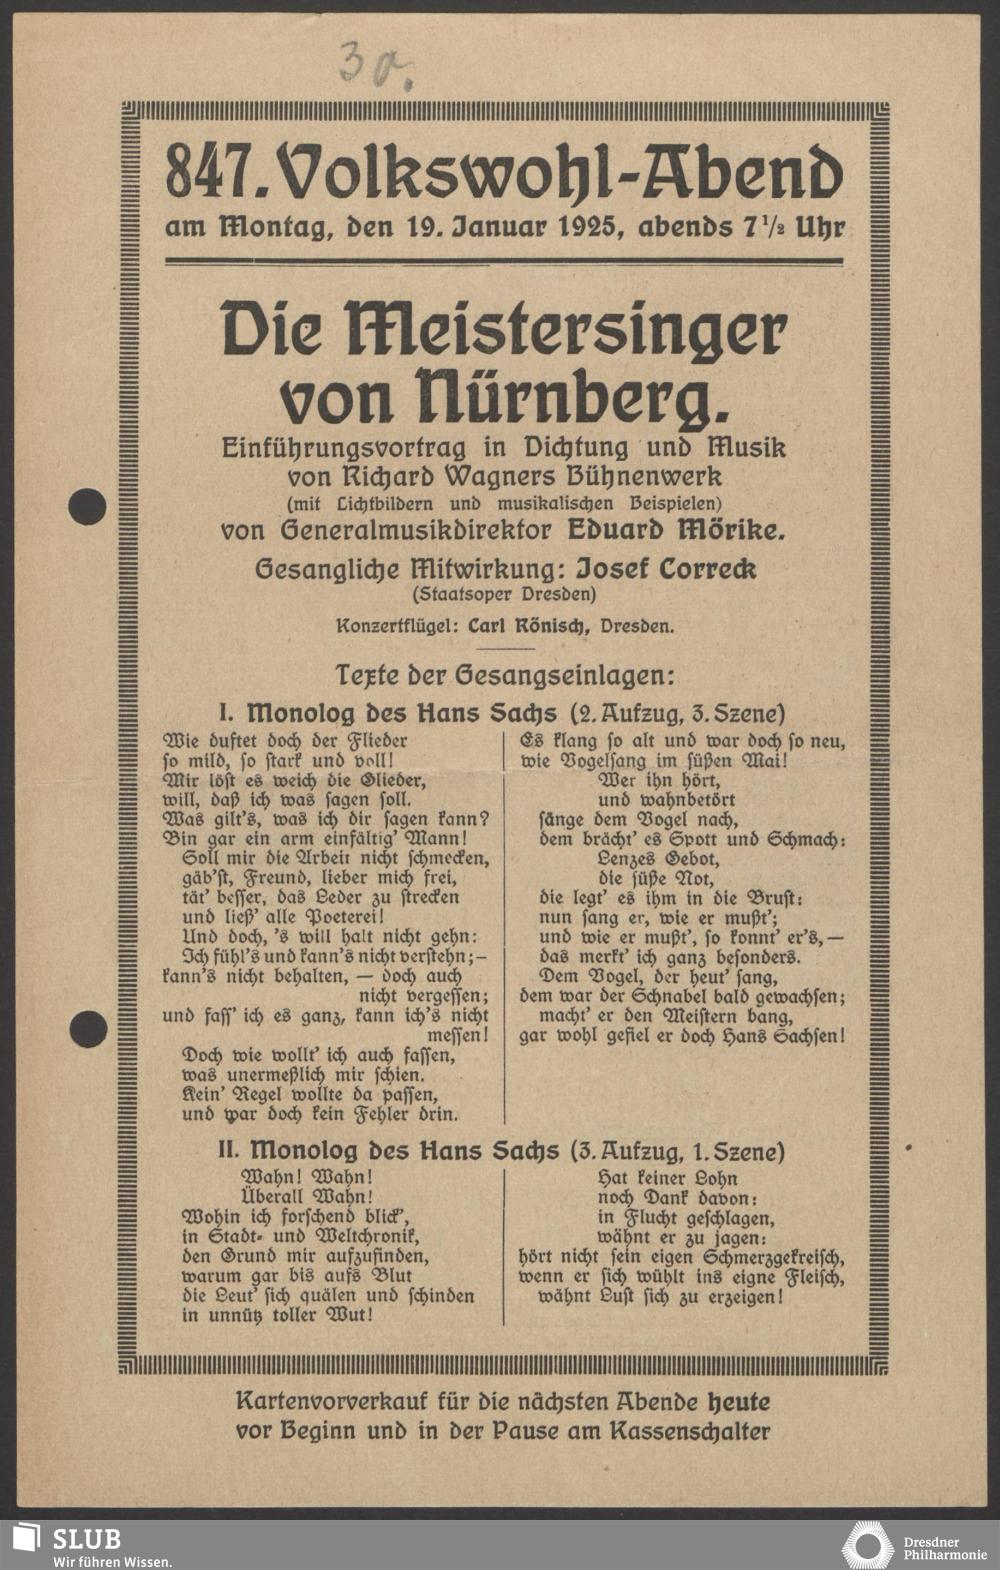 3a.
847. Volkswohl-Abend
am Montag, den 19. Januar 1925, abends 7 1/2 Uhr
Die Meistersinger
von Nürnberg.
Einführungsvortrag in Dichtung und Musik
von Richard Wagners Bühnenwerk
(mit Lichtbildern und musikalischen Beispielen)
von Generalmusikdirektor Eduard Mörike.
Gesangliche Mitwirkung: Josef Correck
(Staatsoper Dresden)
Konzertflügel: Carl Rönisch, Dresden.
Texte der Gesangseinlagen:
I. Monolog des Hans Sachs (2. Aufzug, 3. Szene)
Wie duftet doch der Flieder
so mild, so stark und voll!
Mir löst es weich die Glieder,
will, daß ich was sagen soll.
Was gilt's, was ich dir sagen kann?
Bin gar ein arm einfältig' Mann!
Soll mir die Arbeit nicht schmecken,
gäb'st, Freund, lieber mich frei,
tät' besser, das Leder zu strecken
und ließ' alle Poeterei!
Und doch, 's will halt nicht gehn:
Ich fühl's und kann's nicht verstehn; –
kann's nicht behalten, — doch auch
nicht vergessen;
und fass' ich es ganz, kann ich's nicht
messen!
Doch wie wollt' ich auch fassen,
was unermeßlich mir schien.
Kein' Regel wollte da passen,
und war doch kein Fehler drin.
Es klang so alt und war doch so neu,
wie Vogelsang im süßen Mai!
Wer ihn hört,
und wahnbetört
sänge dem Vogel nach,
dem brächt' es Spott und Schmach:
Lenzes Gebot,
die süße Not,
die legt' es ihm in die Brust:
nun sang er, wie er mußt';
und wie er mußt', so konnt' er's, —
das merkt' ich ganz besonders.
Dem Vogel, der heut' sang,
dem war der Schnabel bald gewachsen;
macht' er den Meistern bang,
gar wohl gefiel er doch Hans Sachsen!
II. Monolog des Hans Sachs (3. Aufzug, 1. Szene)
Wahn! Wahn!
Überall Wahn!
Wohin ich forschend blick',
in Stadt- und Weltchronik,
den Grund mir aufzufinden,
warum gar bis aufs Blut
die Leut' sich quälen und schinden
in unnütz toller Wut!
Hat keiner Lohn
noch Dank davon:
in Flucht geschlagen,
wähnt er zu jagen:
hört nicht sein eigen Schmerzgekreisch,
wenn er sich wühlt ins eigne Fleisch,
wähnt Lust sich zu erzeigen!
Kartenvorverkauf für die nächsten Abende heute
vor Beginn und in der Pause am Kassenschalter
SLUB
Wir führen Wissen.
Dresdner
Philharmonie